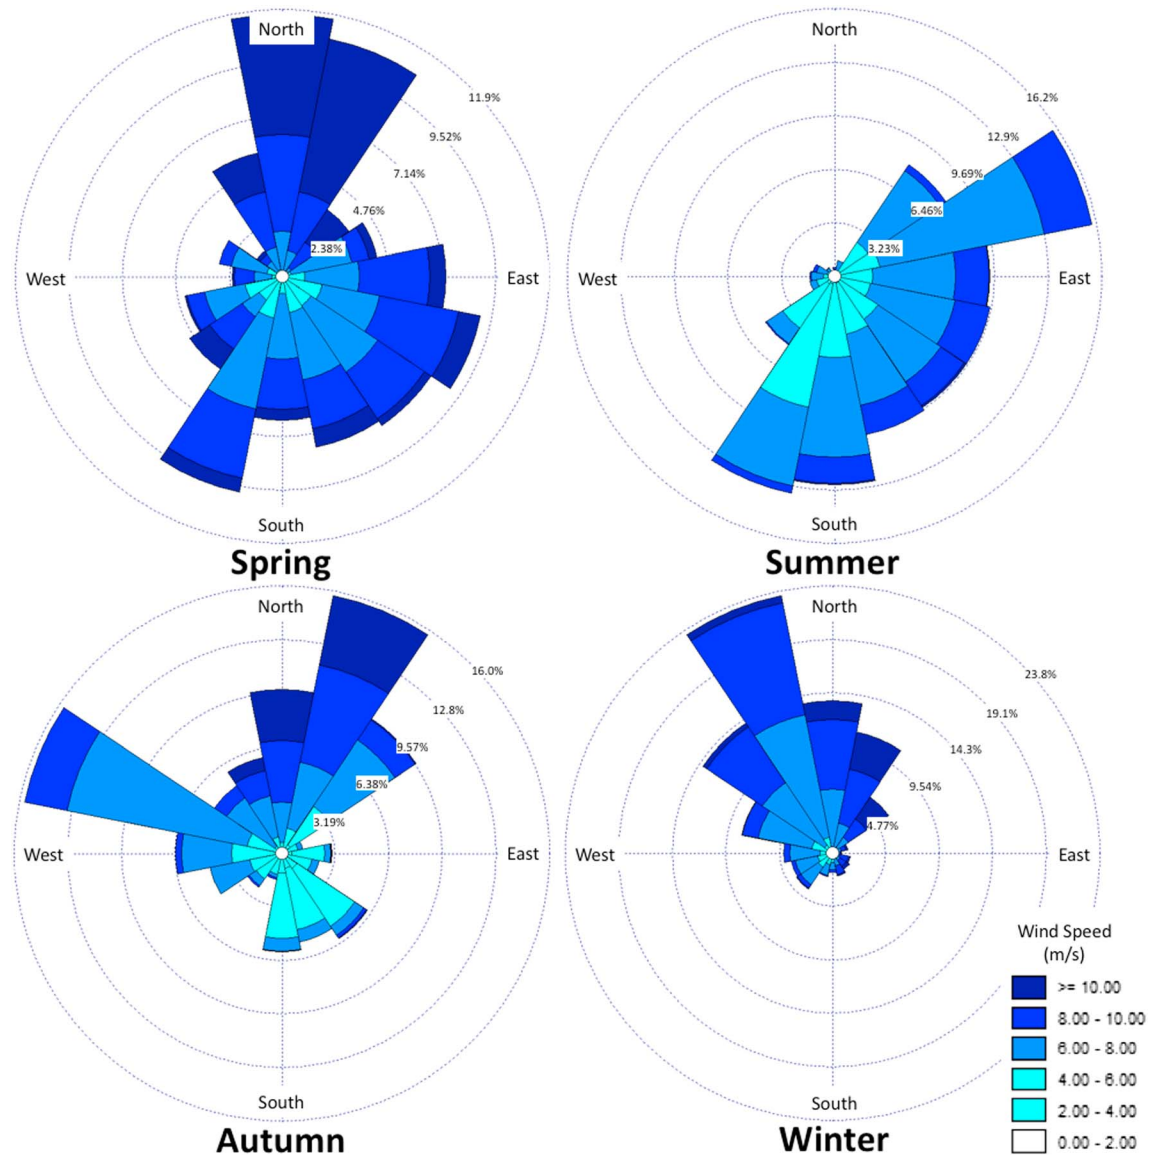 North
11.9%
9.52%
7.14%
4.76%
2.38%
West
East
South
Spring
North
16.2%
12.9%
9.69%
6.46%
3.23%
West
East
South
Summer
North
16.0%
12.8%
9.57%
6.38%
3.19%
West
East
South
Autumn
North
23.8%
19.1%
14.3%
9.54%
4.77%
West
East
South
Winter
Wind Speed
(m/s)
>= 10.00
8.00 - 10.00
6.00 - 8.00
4.00 - 6.00
2.00 - 4.00
0.00 - 2.00